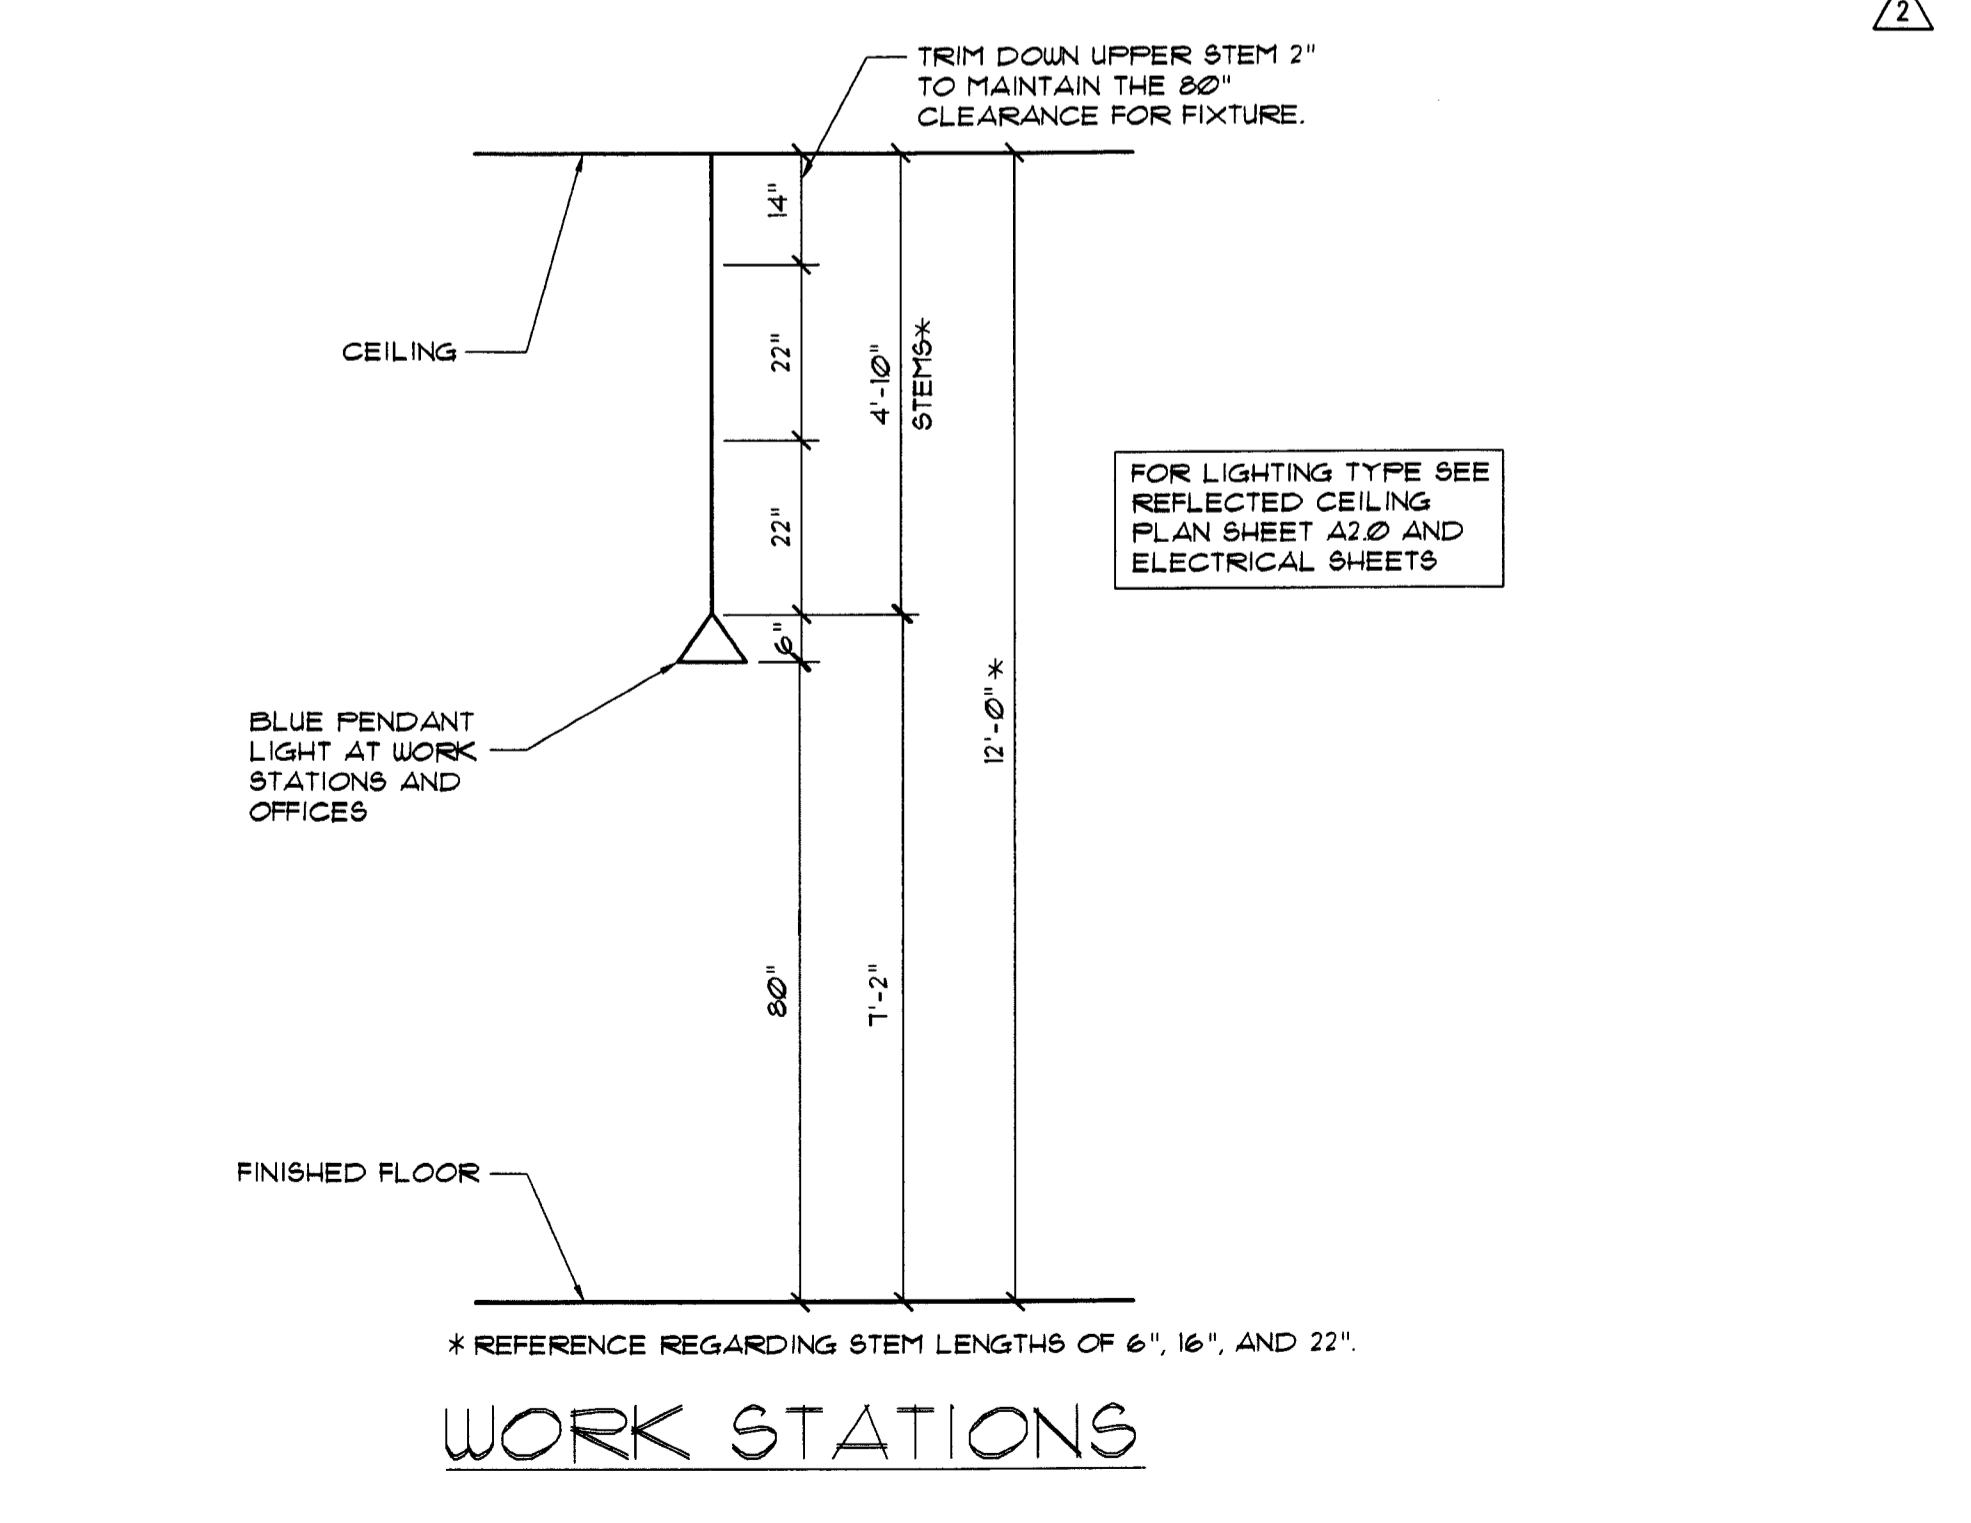 2
TRIM DOWN UPPER STEM 2"
TO MAINTAIN THE 80"
CLEARANCE FOR FIXTURE.
14"
CEILING
22"
4'-10"
STEMS*
FOR LIGHTING TYPE SEE
REFLECTED CEILING
PLAN SHEET A2.0 AND
ELECTRICAL SHEETS
22"
6"
12'-0" *
BLUE PENDANT
LIGHT AT WORK
STATIONS AND
OFFICES
80"
7'-2"
FINISHED FLOOR
* REFERENCE REGARDING STEM LENGTHS OF 6", 16", AND 22".
WORK STATIONS